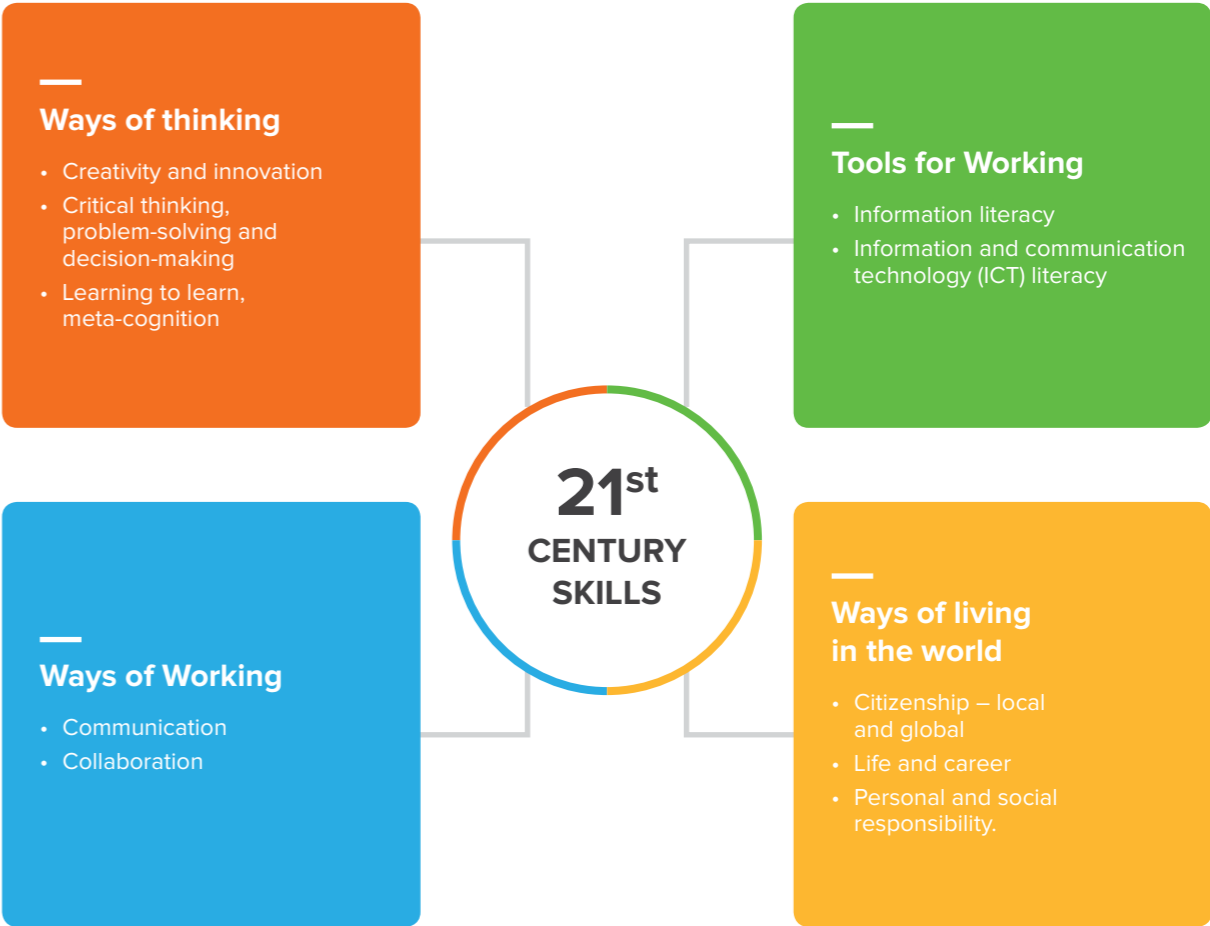 Ways of thinking
• Creativity and innovation
• Critical thinking,
problem-solving and
decision-making
• Learning to learn,
meta-cognition
Tools for Working
• Information literacy
• Information and communication
technology (ICT) literacy
21st
CENTURY
SKILLS
Ways of Working
• Communication
• Collaboration
Ways of living
in the world
• Citizenship – local
and global
• Life and career
• Personal and social
responsibility.